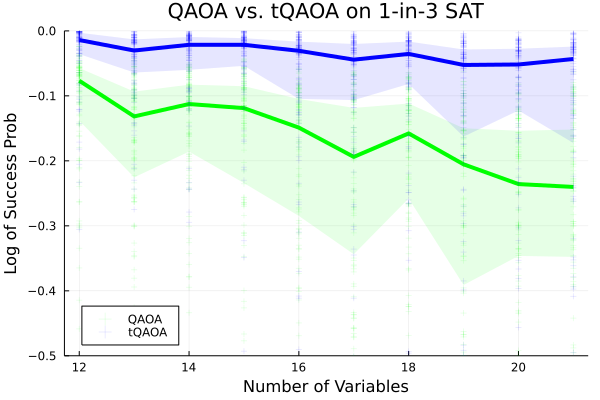 QAOA vs. tQAOA on 1-in-3 SAT
Log of Success Prob
0.0
−0.1
−0.2
−0.3
−0.4
−0.5
QAOA
tQAOA
12 14 16 18 20
Number of Variables